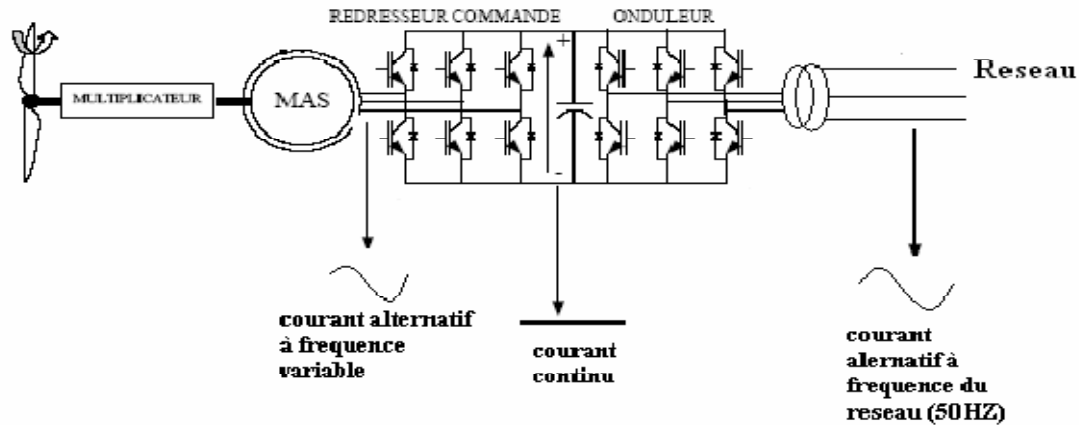 REDRESSEUR COMMANDE
ONDULEUR
MULTIPLICATEUR
MAS
+
-
Reseau
courant alternatif
à frequence
variable
courant
continu
courant
alernatif à
frequence du
reseau (50HZ)